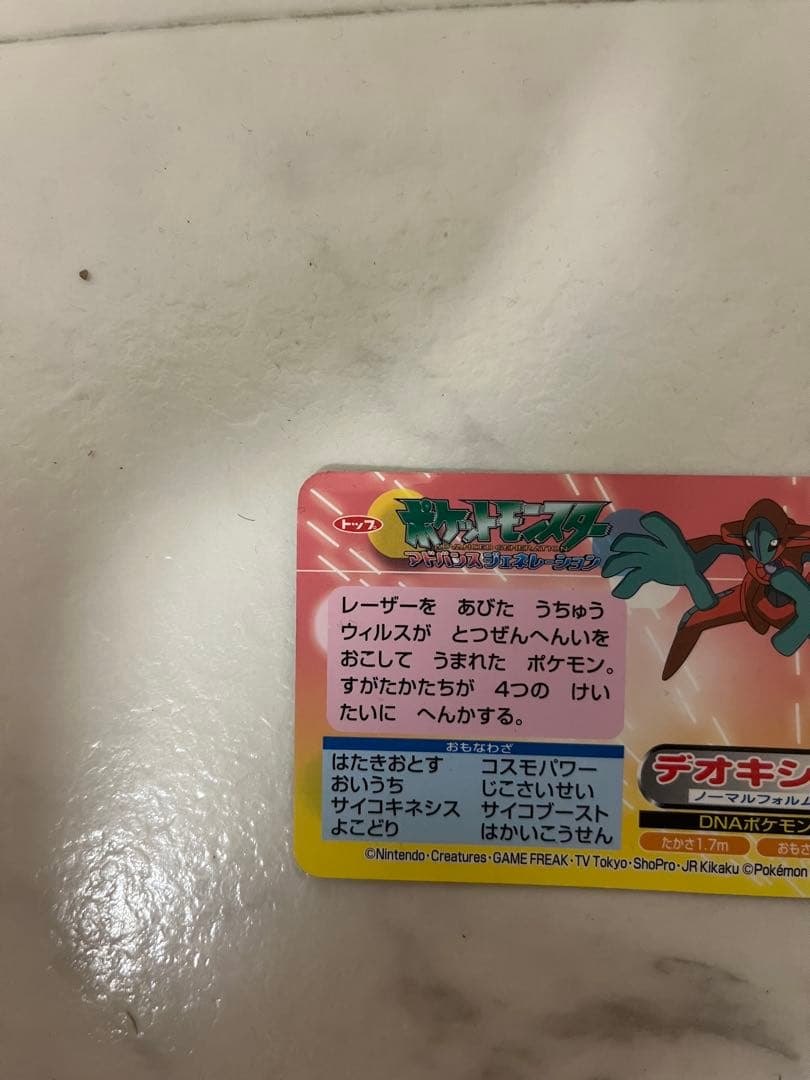 トップ
ポケットモンスター
ADVANCED GENERATION
アドバンスジェネレーション
レーザーを あびた うちゅう
ウィルスが とつぜんへんいを
おこして うまれた ポケモン。
すがたかたちが 4つの けい
たいに へんかする。
おもなわざ
はたきおとす コスモパワー
おいうち じこさいせい
サイコキネシス サイコブースト
よこどり はかいこうせん
デオキシ
ノーマルフォルム
DNAポケモン
たかさ1.7m おもさ
©Nintendo・Creatures・GAME FREAK・TV Tokyo・ShoPro・JR Kikaku ©Pokémon